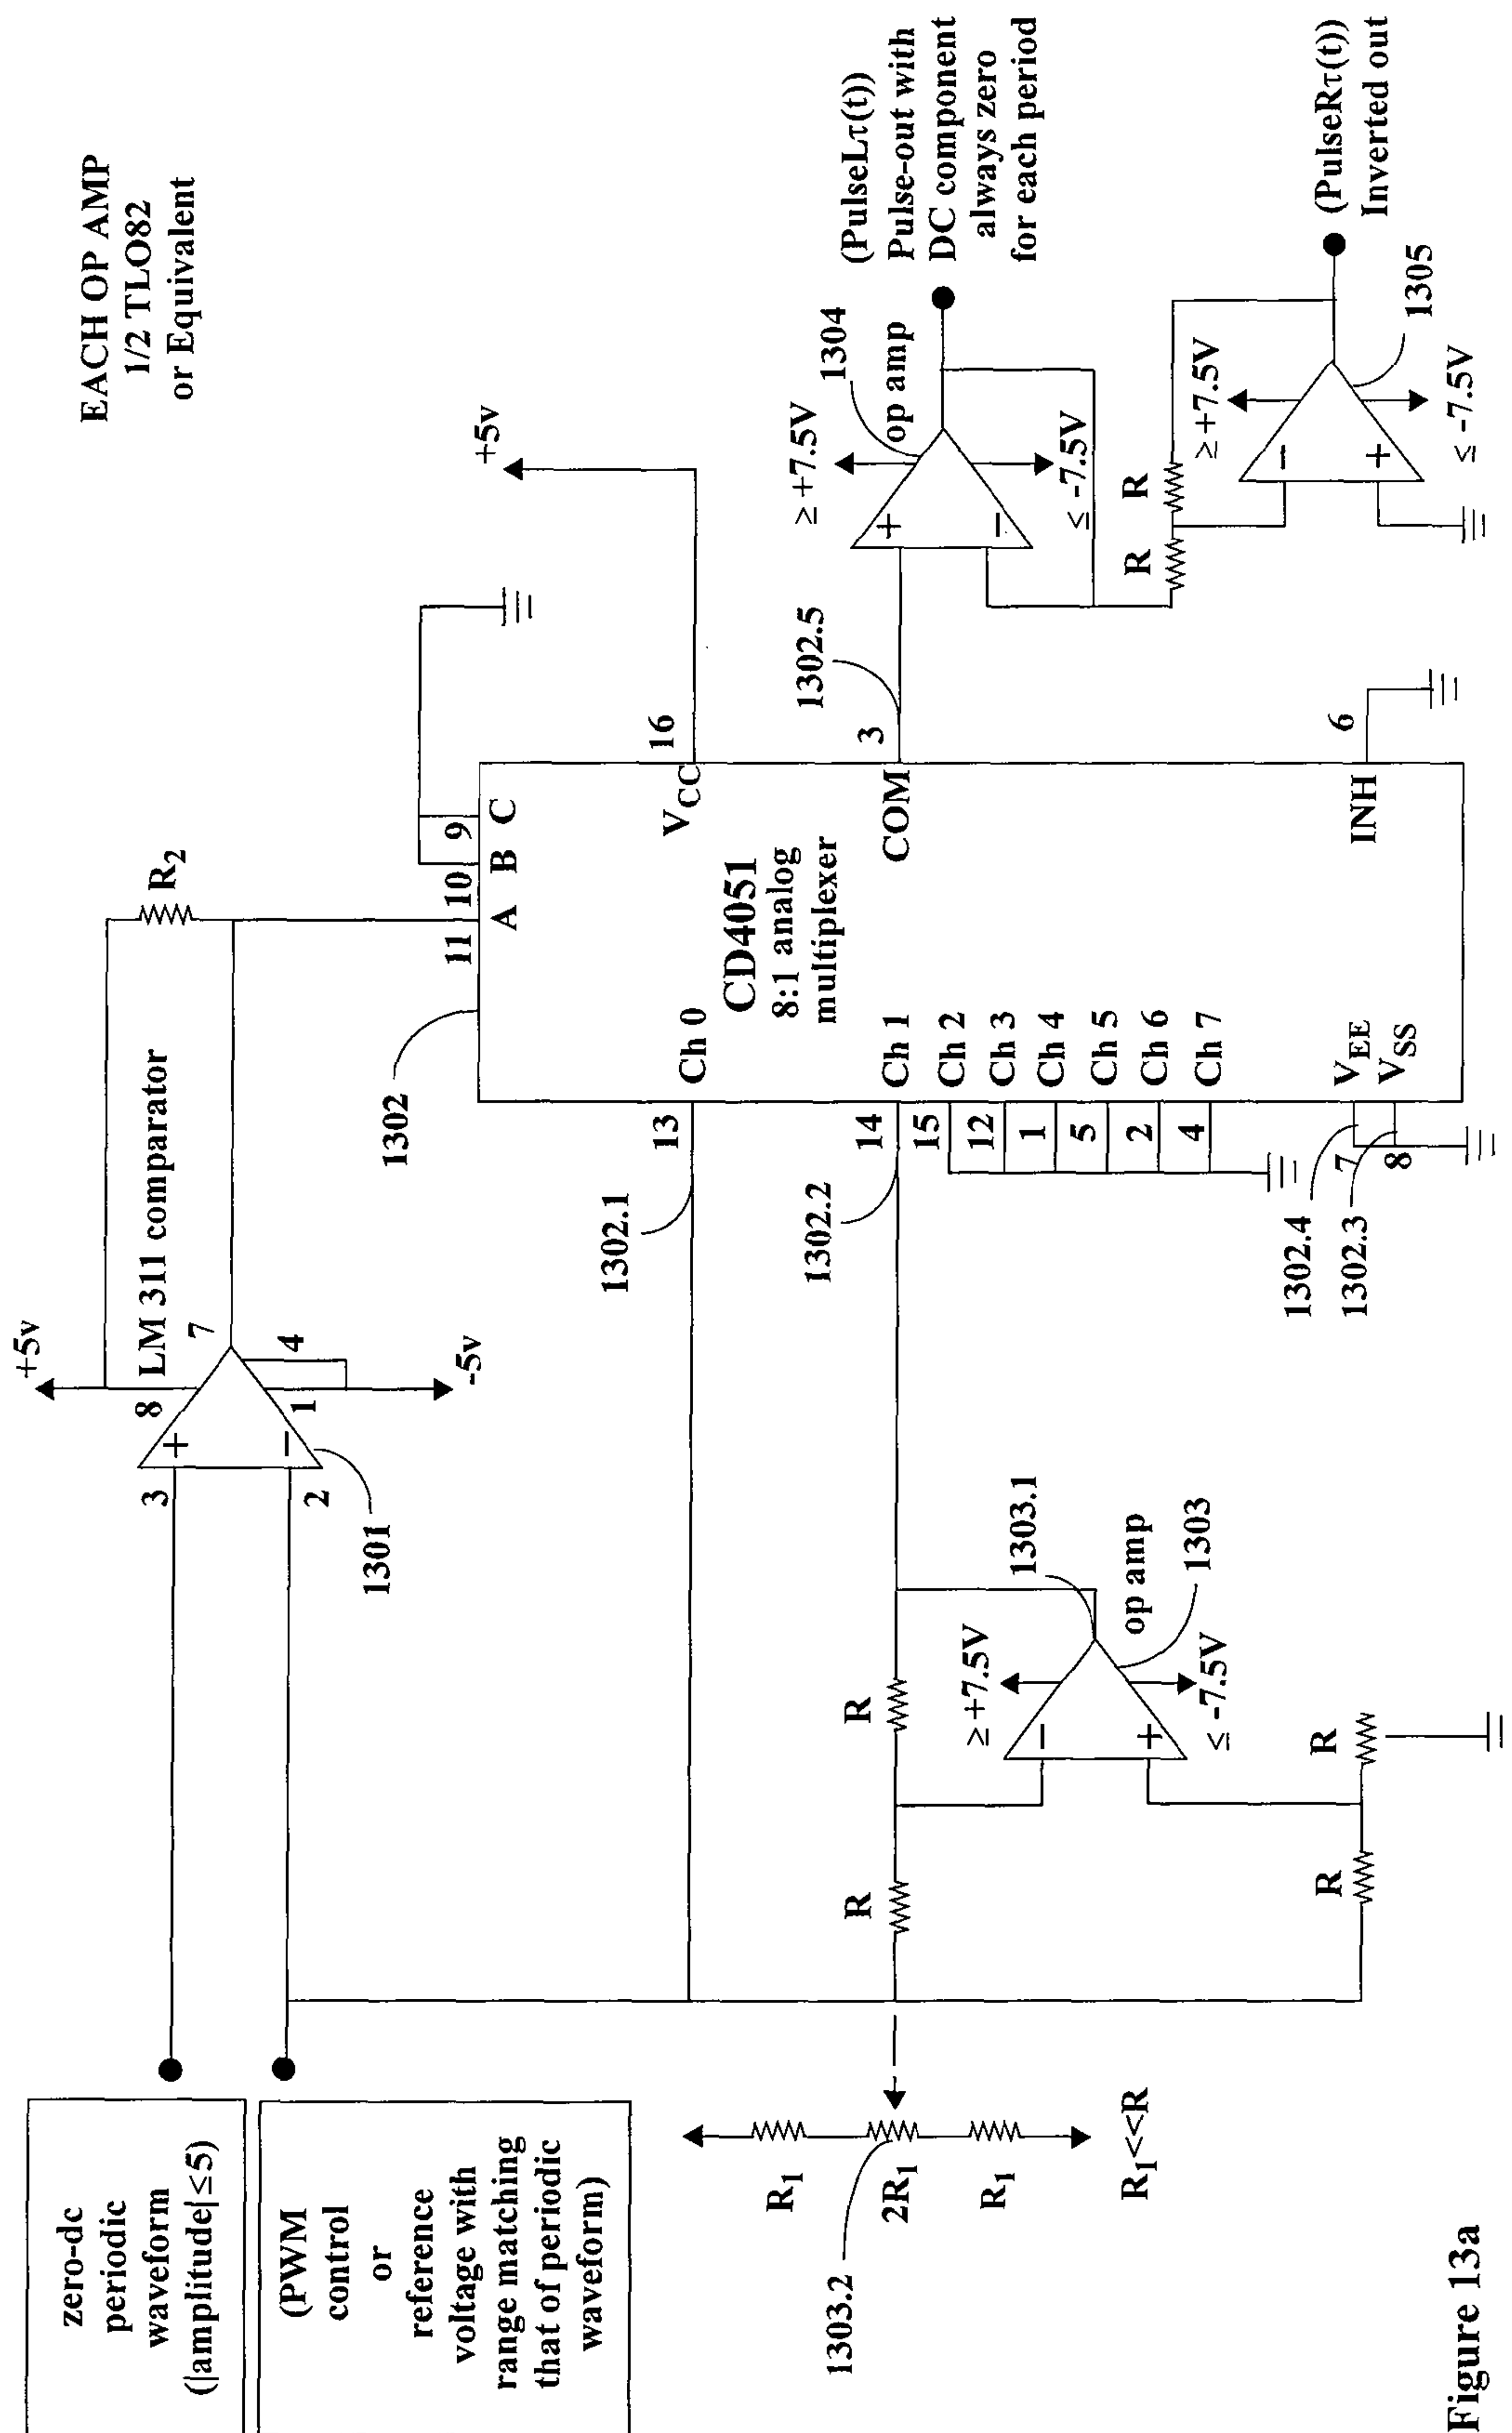 EACH OP AMP
1/2 TLO82
or Equivalent
zero-dc
periodic
waveform
(|amplitude|≤5)
(PWM
control
or
reference
voltage with
range matching
that of periodic
waveform)
+5v
8
LM 311 comparator
3
+
7
−
2
1
4
-5v
1301
R2
1302
11
10
9
A
B
C
+5v
16
VCC
CD4051
8:1 analog
multiplexer
13
Ch 0
1302.1
14
Ch 1
1302.2
15
Ch 2
12
Ch 3
1
Ch 4
5
Ch 5
2
Ch 6
4
Ch 7
VEE
VSS
7
8
1302.4
1302.3
COM
3
1302.5
INH
6
≥ +7.5V
1304
op amp
+
−
≤ -7.5V
(PulseLτ(t))
Pulse-out with
DC component
always zero
for each period
R
R
≥ +7.5V
−
+
≤ -7.5V
1305
(PulseRτ(t))
Inverted out
R
R
≥ +7.5V
1303.1
−
+
op amp
1303
≤ -7.5V
R
R
R1
2R1
R1
1303.2
R1<<R
Figure 13a